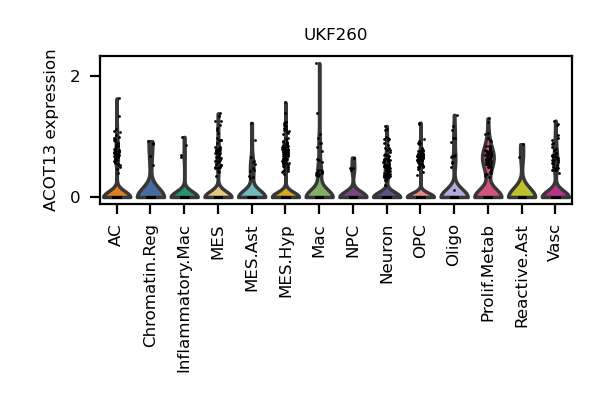 UKF260
ACOT13 expression
2
0
AC
Chromatin.Reg
Inflammatory.Mac
MES
MES.Ast
MES.Hyp
Mac
NPC
Neuron
OPC
Oligo
Prolif.Metab
Reactive.Ast
Vasc